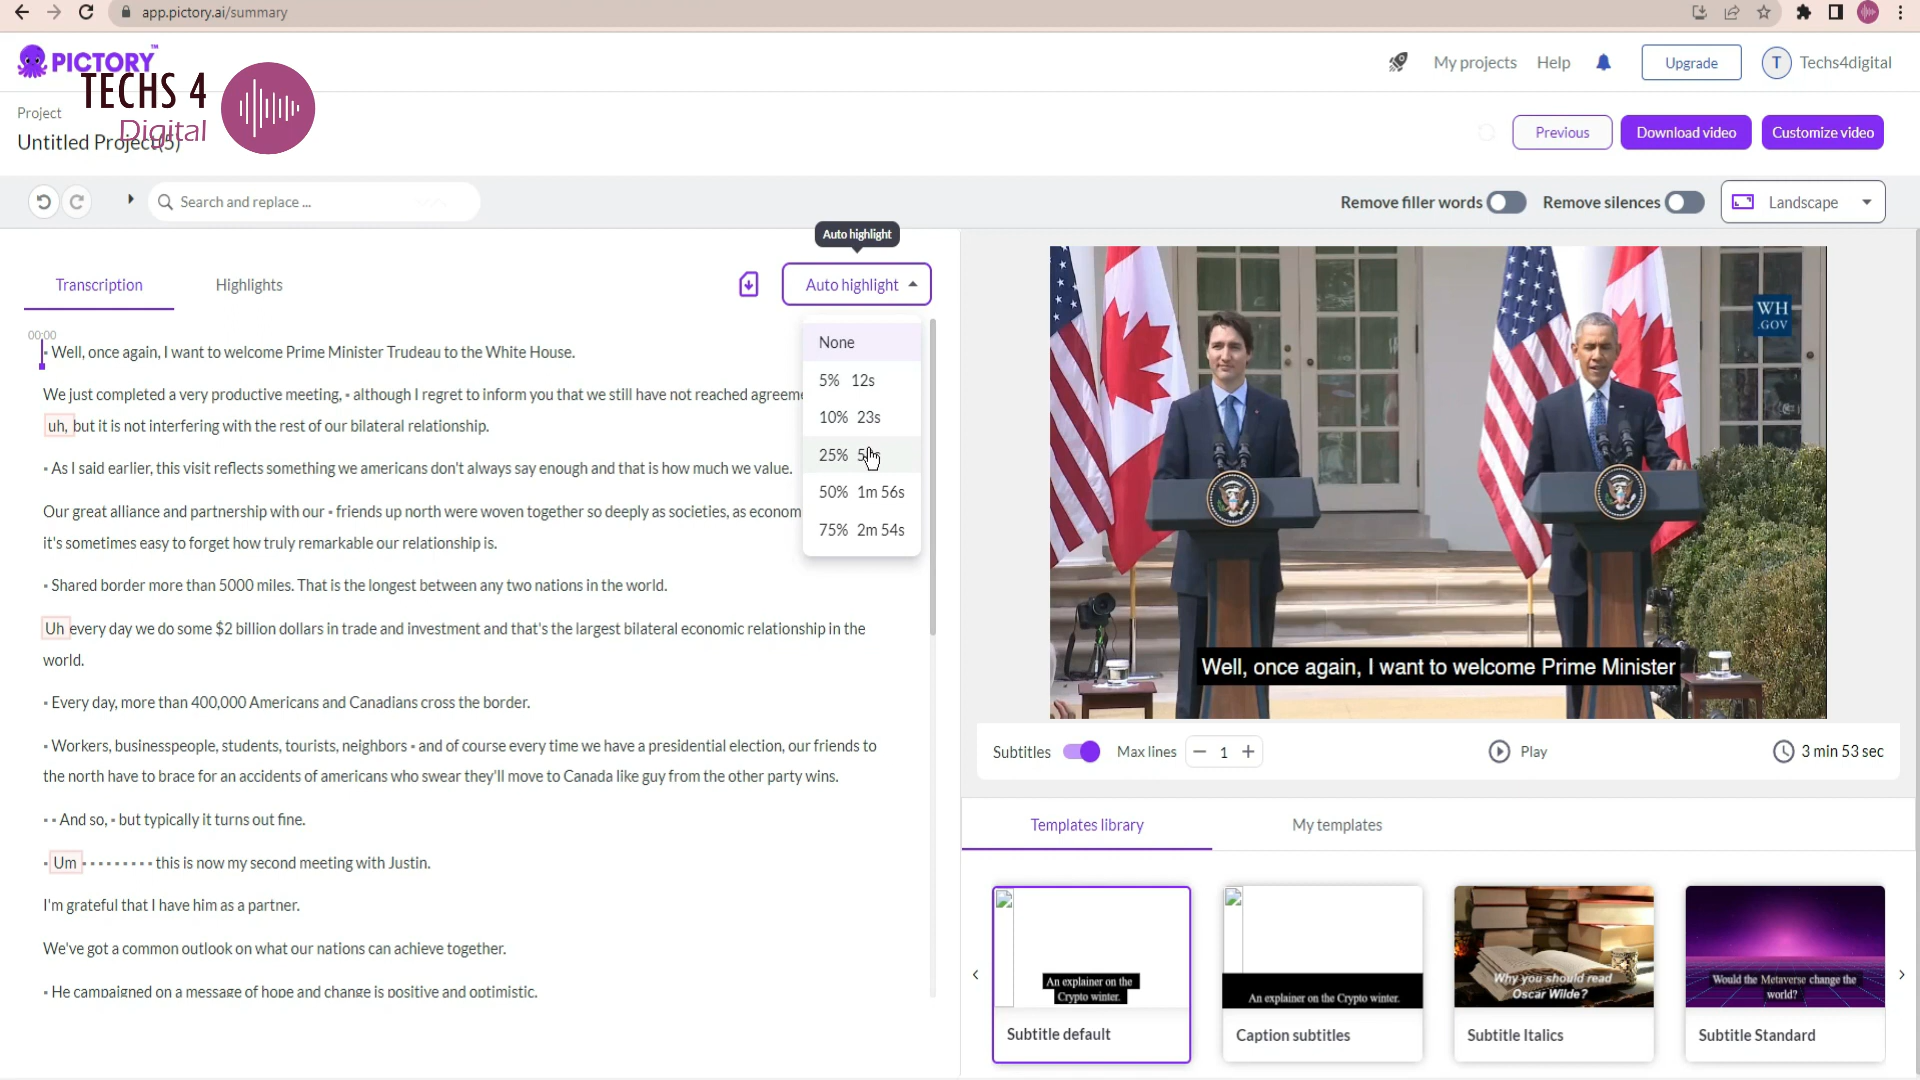 app.pictory.ai/summary
PICTORY™
My projects
Help
Upgrade
T
Techs4digital
TECHS 4
Digital
Project
Untitled Project(5)
Previous
Download video
Customize video
Search and replace ...
Remove filler words
Remove silences
Landscape
Auto highlight
Transcription
Highlights
Auto highlight
None
5% 12s
10% 23s
25%
50% 1m 56s
75% 2m 54s
00:00
Well, once again, I want to welcome Prime Minister Trudeau to the White House.
We just completed a very productive meeting, although I regret to inform you that we still have not reached
uh, but it is not interfering with the rest of our bilateral relationship.
As I said earlier, this visit reflects something we americans don't always say enough and that is how much we value.
Our great alliance and partnership with our friends up north were woven together so deeply as societies, as
it's sometimes easy to forget how truly remarkable our relationship is.
Shared border more than 5000 miles. That is the longest between any two nations in the world.
Uh every day we do some $2 billion dollars in trade and investment and that's the largest bilateral economic relationship in the
world.
Every day, more than 400,000 Americans and Canadians cross the border.
Workers, businesspeople, students, tourists, neighbors and of course every time we have a presidential election, our friends to
the north have to brace for an accidents of americans who swear they'll move to Canada like guy from the other party wins.
And so, but typically it turns out fine.
Um this is now my second meeting with Justin.
I'm grateful that I have him as a partner.
We've got a common outlook on what our nations can achieve together.
He campaigned on a message of hope and change is positive and optimistic.
WH
.GOV
Well, once again, I want to welcome Prime Minister
Subtitles
Max lines
1
Play
3 min 53 sec
Templates library
My templates
An explainer on the
Crypto winter.
Subtitle default
An explainer on the Crypto winter.
Caption subtitles
Why you should read
Oscar Wilde?
Subtitle Italics
Would the Metaverse change the
world?
Subtitle Standard